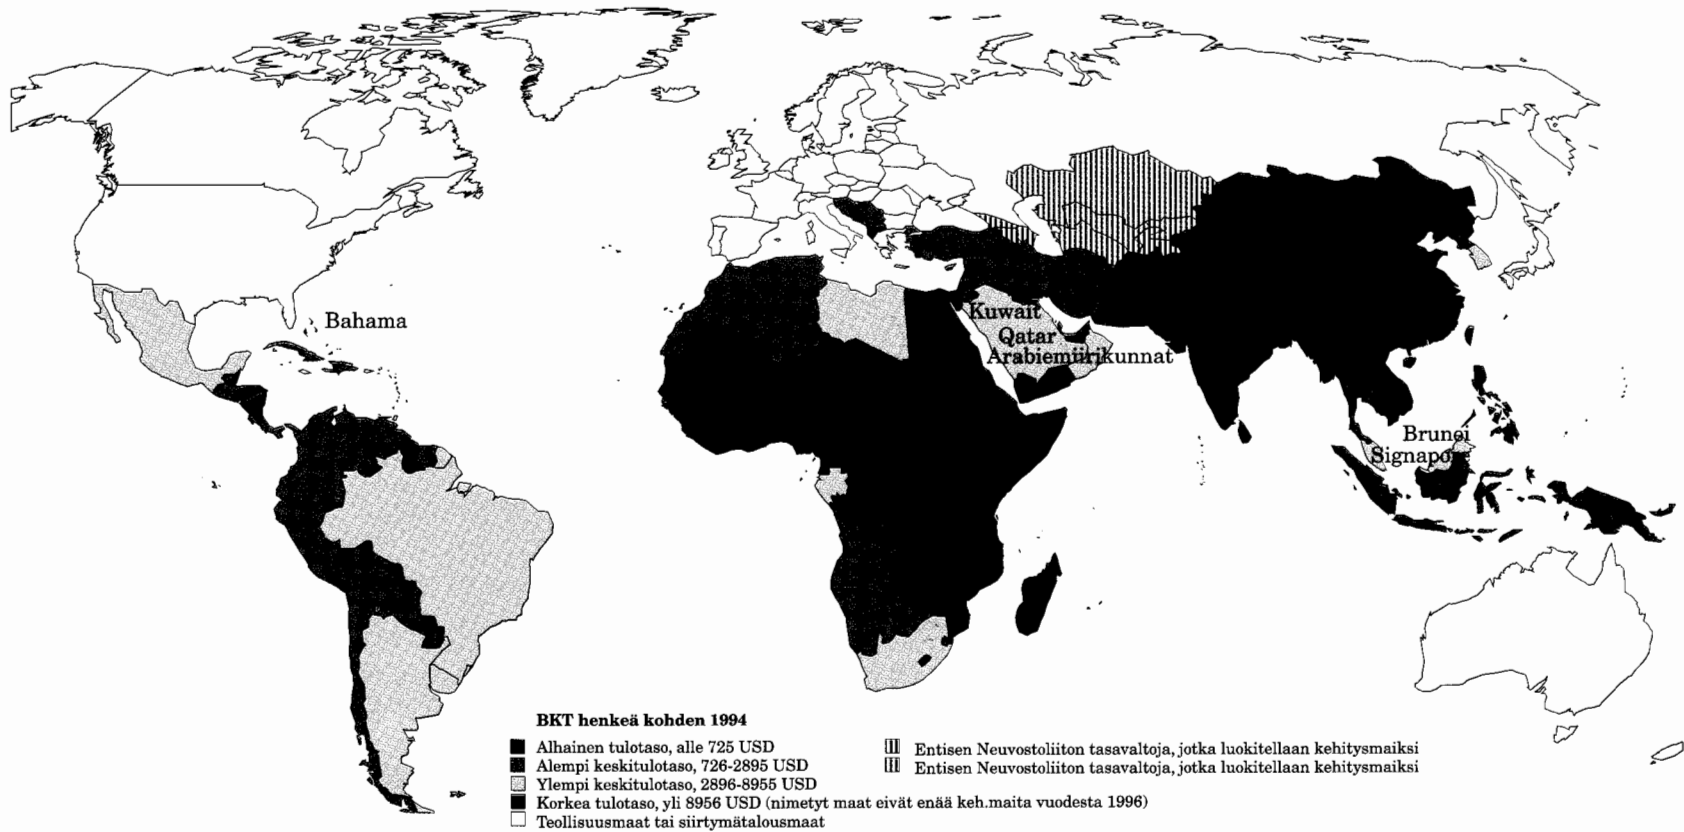 Bahama
Kuwait
Qatar
Arabiemiirikunnat
Brunei
Signapore
BKT henkeä kohden 1994
Alhainen tulotaso, alle 725 USD
Alempi keskitulotaso, 726-2895 USD
Ylempi keskitulotaso, 2896-8955 USD
Korkea tulotaso, yli 8956 USD (nimetyt maat eivät enää keh.maita vuodesta 1996)
Teollisuusmaat tai siirtymätalousmaat
Entisen Neuvostoliiton tasavaltoja, jotka luokitellaan kehitysmaiksi
Entisen Neuvostoliiton tasavaltoja, jotka luokitellaan kehitysmaiksi